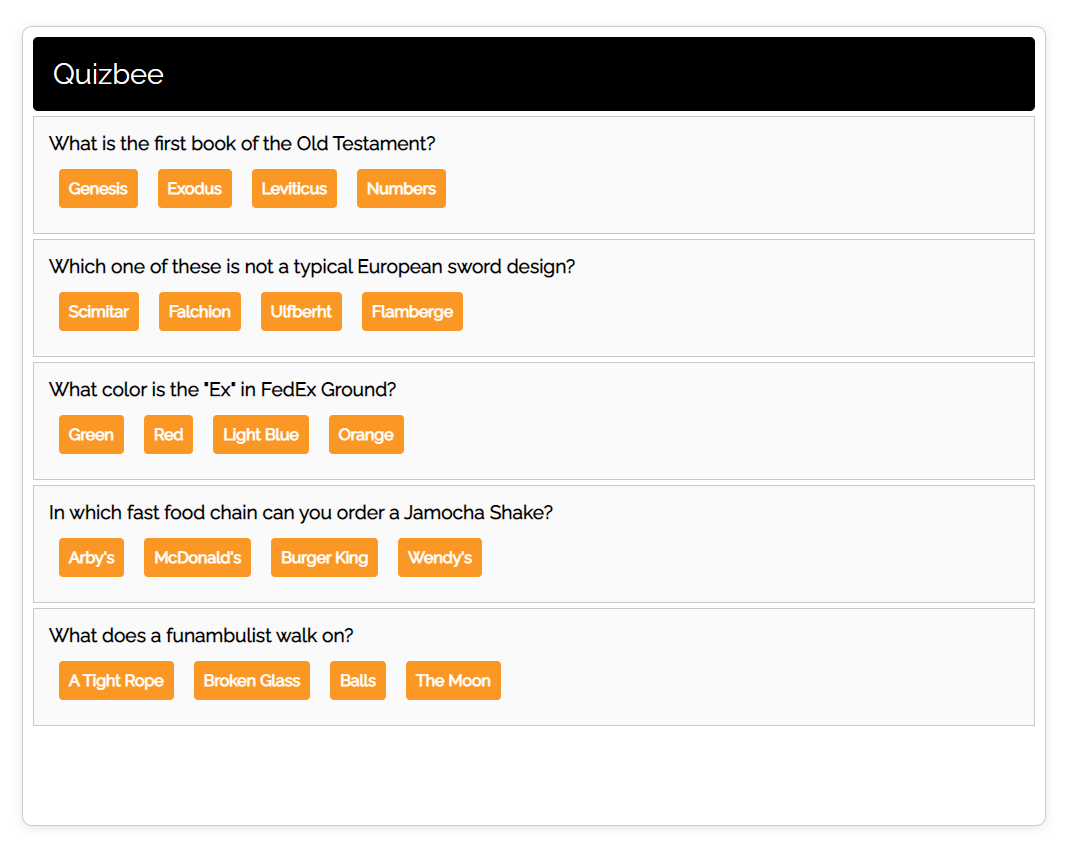 Quizbee
What is the first book of the Old Testament?
Genesis Exodus Leviticus Numbers
Which one of these is not a typical European sword design?
Scimitar Falchion Ulfberht Flamberge
What color is the "Ex" in FedEx Ground?
Green Red Light Blue Orange
In which fast food chain can you order a Jamocha Shake?
Arby's McDonald's Burger King Wendy's
What does a funambulist walk on?
A Tight Rope Broken Glass Balls The Moon